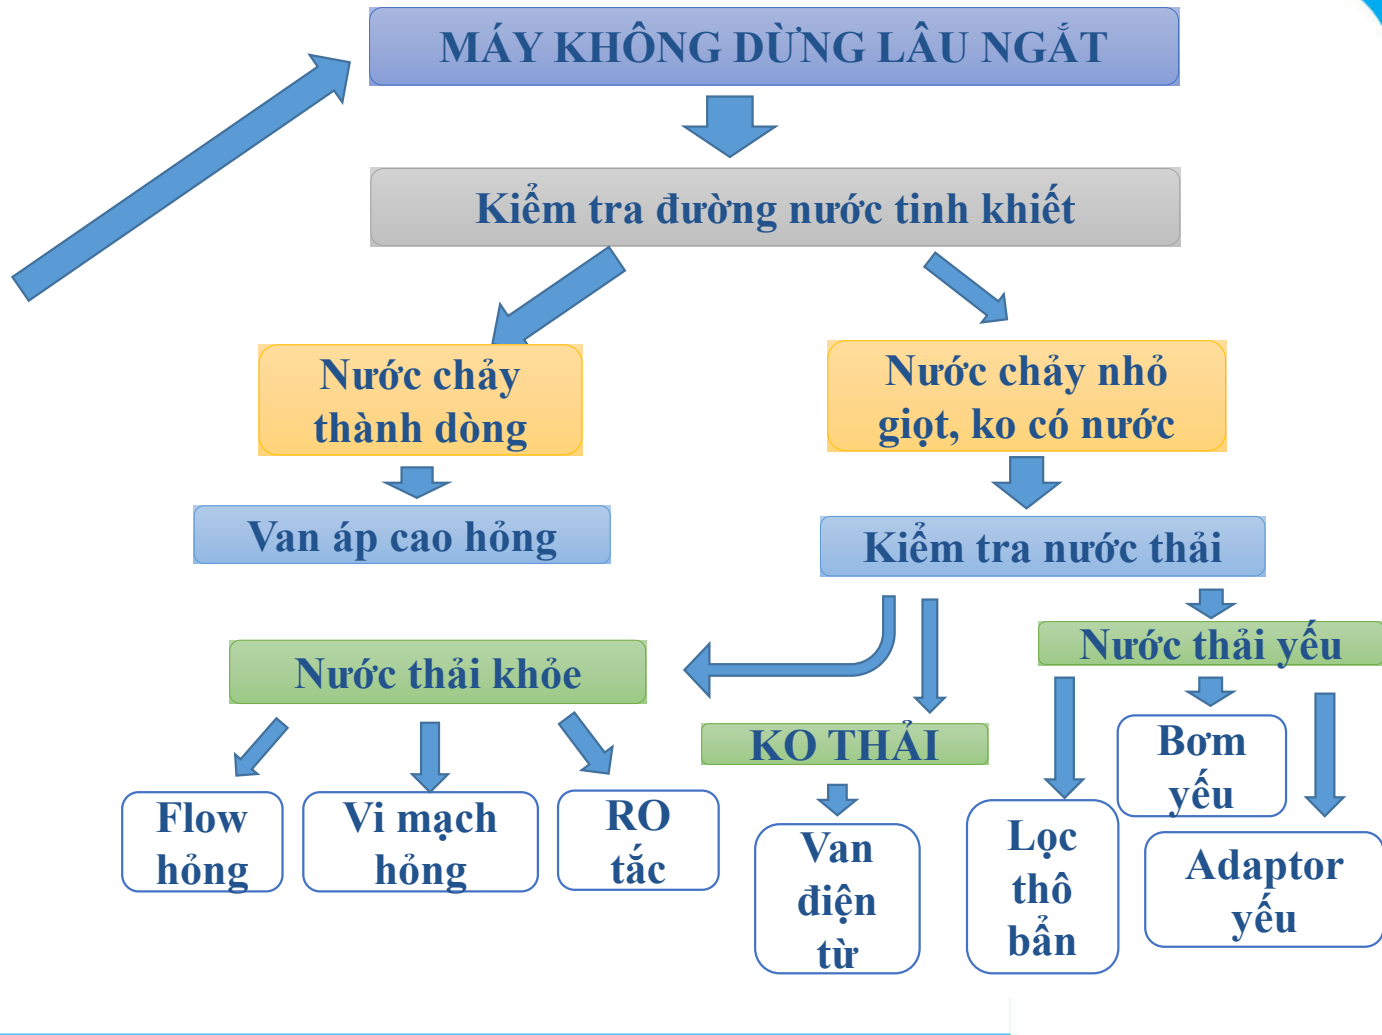 MÁY KHÔNG DỪNG LÂU NGẮT
Kiểm tra đường nước tinh khiết
Nước chảy
thành dòng
Nước chảy nhỏ
giọt, ko có nước
Van áp cao hỏng
Kiểm tra nước thải
Nước thải khỏe
KO THẢI
Nước thải yếu
Flow
hỏng
Vi mạch
hỏng
RO
tắc
Van
điện
từ
Lọc
thô
bẩn
Bơm
yếu
Adaptor
yếu